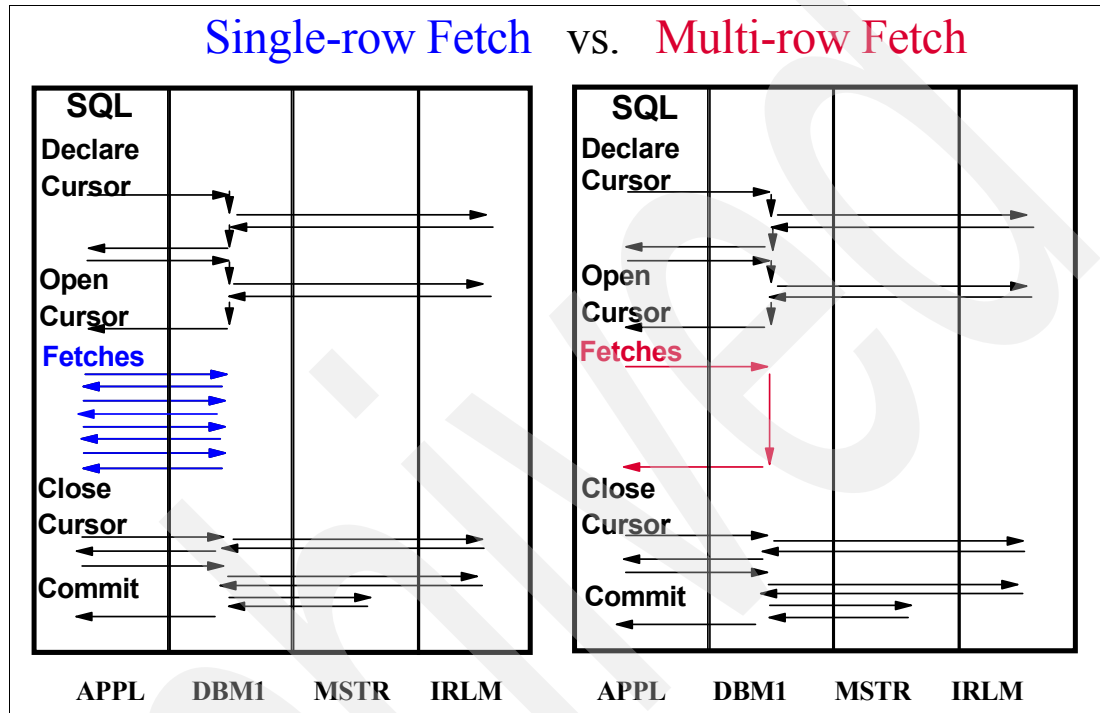 Single-row Fetch vs. Multi-row Fetch
SQL
Declare
Cursor
Open
Cursor
Fetches
Close
Cursor
Commit
APPL DBM1 MSTR IRLM
SQL
Declare
Cursor
Open
Cursor
Fetches
Close
Cursor
Commit
APPL DBM1 MSTR IRLM